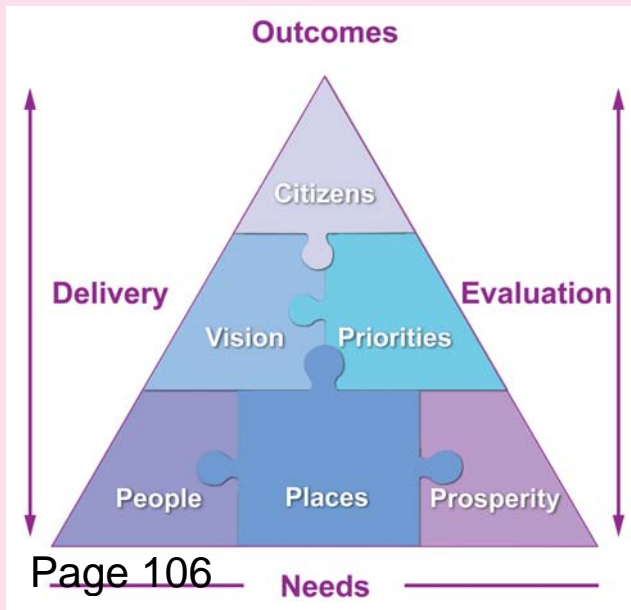 Outcomes
Citizens
Delivery
Evaluation
Vision
Priorities
People
Places
Prosperity
Page 106
Needs